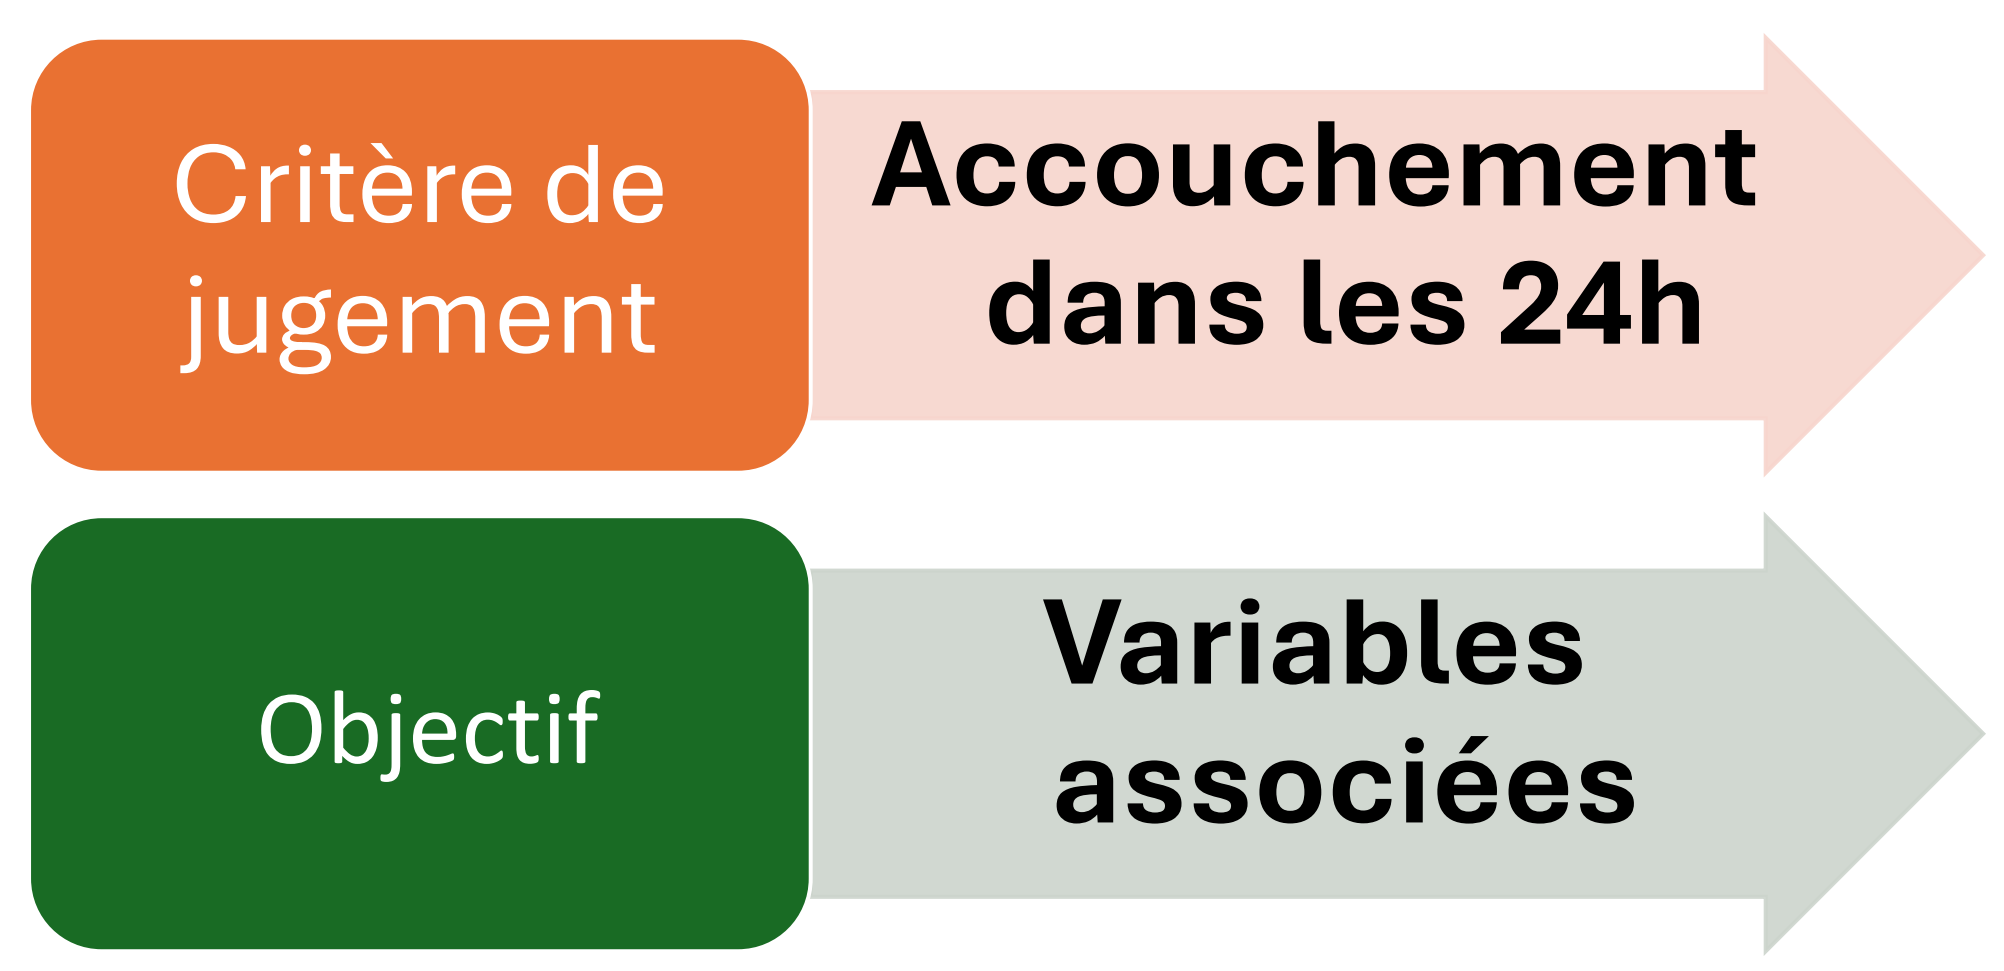 Critère de
jugement
Accouchement
dans les 24h
Objectif
Variables
associées